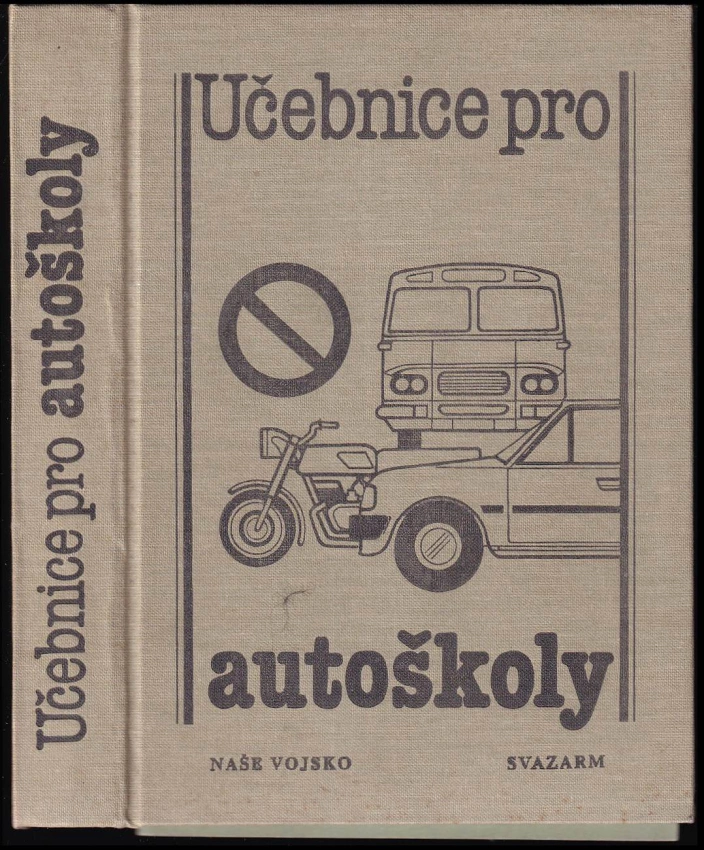 Učebnice pro autoškoly
Učebnice pro
autoškoly
NAŠE VOJSKO
SVAZARM